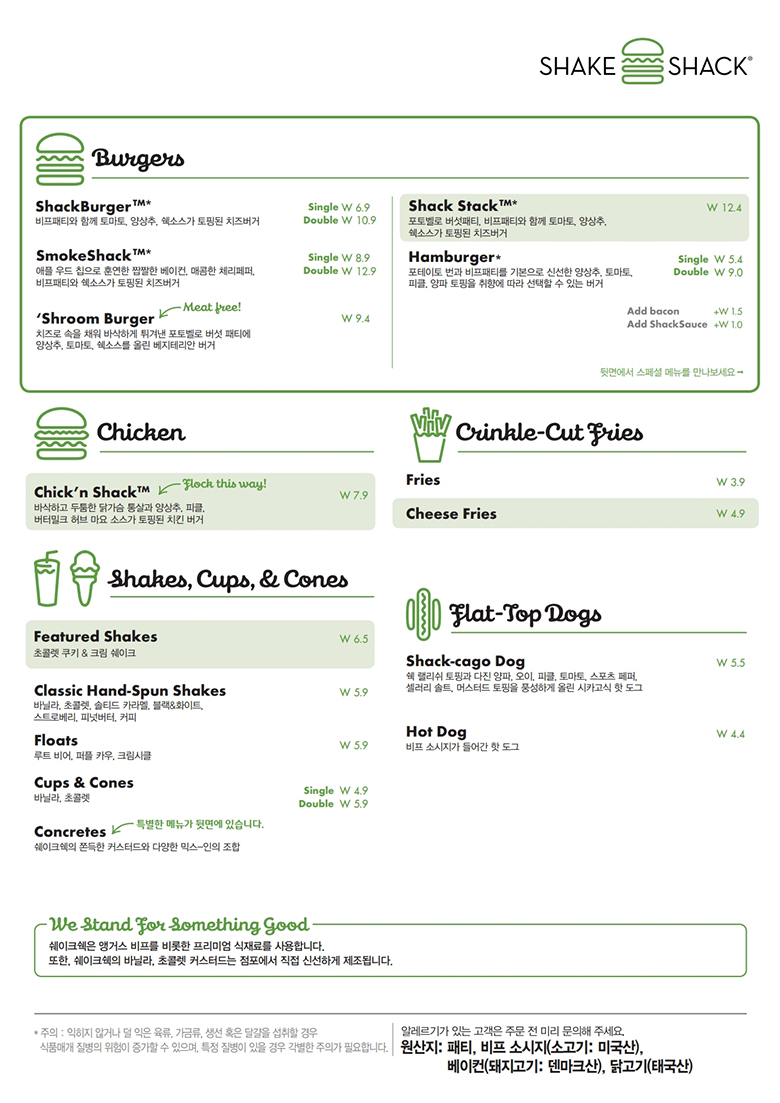 SHAKE SHACK®
Burgers
ShackBurger™* Single W 6.9
비프패티와 함께 토마토, 양상추, 쉑소스가 토핑된 치즈버거 Double W 10.9
SmokeShack™* Single W 8.9
애플 우드 칩으로 훈연한 짭짤한 베이컨, 매콤한 체리페퍼, Double W 12.9
비프패티와 쉑소스가 토핑된 치즈버거
Meat free!
‘Shroom Burger W 9.4
치즈로 속을 채워 바삭하게 튀겨낸 포토벨로 버섯 패티에
양상추, 토마토, 쉑소스를 올린 베지테리안 버거
Shack Stack™* W 12.4
포토벨로 버섯패티, 비프패티와 함께 토마토, 양상추,
쉑소스가 토핑된 치즈버거
Hamburger* Single W 5.4
포테이토 번과 비프패티를 기본으로 신선한 양상추, 토마토, Double W 9.0
피클, 양파 토핑을 취향에 따라 선택할 수 있는 버거
Add bacon +W 1.5
Add ShackSauce +W 1.0
뒷면에서 스페셜 메뉴를 만나보세요→
Chicken
Flock this way!
Chick’n Shack™ W 7.9
바삭하고 두툼한 닭가슴 통살과 양상추, 피클,
버터밀크 허브 마요 소스가 토핑된 치킨 버거
Crinkle-Cut Fries
Fries W 3.9
Cheese Fries W 4.9
Shakes, Cups, & Cones
Featured Shakes W 6.5
초콜렛 쿠키 & 크림 쉐이크
Classic Hand-Spun Shakes W 5.9
바닐라, 초콜렛, 솔티드 카라멜, 블랙&화이트,
스트로베리, 피넛버터, 커피
Floats W 5.9
루트 비어, 퍼플 카우, 크림시클
Cups & Cones Single W 4.9
바닐라, 초콜렛 Double W 5.9
특별한 메뉴가 뒷면에 있습니다.
Concretes
쉐이크쉑의 쫀득한 커스터드와 다양한 믹스-인의 조합
Flat-Top Dogs
Shack-cago Dog W 5.5
쉑 랠리쉬 토핑과 다진 양파, 오이, 피클, 토마토, 스포츠 페퍼,
셀러리 솔트, 머스터드 토핑을 풍성하게 올린 시카고식 핫 도그
Hot Dog W 4.4
비프 소시지가 들어간 핫 도그
We Stand For Something Good
쉐이크쉑은 앵거스 비프를 비롯한 프리미엄 식재료를 사용합니다.
또한, 쉐이크쉑의 바닐라, 초콜렛 커스터드는 점포에서 직접 신선하게 제조됩니다.
* 주의 : 익히지 않거나 덜 익은 육류, 가금류, 생선 혹은 달걀을 섭취할 경우
식품매개 질병의 위험이 증가할 수 있으며, 특정 질병이 있을 경우 각별한 주의가 필요합니다.
알레르기가 있는 고객은 주문 전 미리 문의해 주세요.
원산지: 패티, 비프 소시지(소고기: 미국산),
베이컨(돼지고기: 덴마크산), 닭고기(태국산)